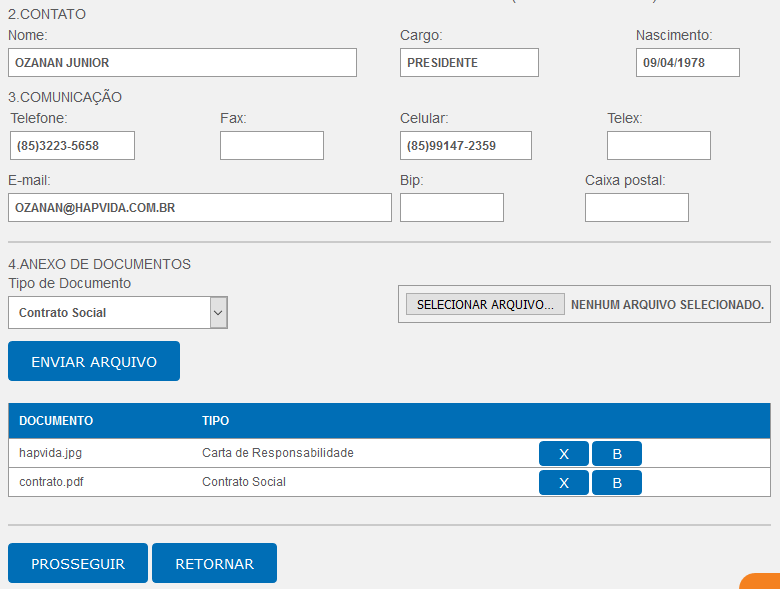 2.CONTATO
Nome: Cargo: Nascimento:
OZANAN JUNIOR PRESIDENTE 09/04/1978
3.COMUNICAÇÃO
Telefone: Fax: Celular: Telex:
(85)3223-5658 (85)99147-2359
E-mail: Bip: Caixa postal:
OZANAN@HAPVIDA.COM.BR
4.ANEXO DE DOCUMENTOS
Tipo de Documento
Contrato Social SELECIONAR ARQUIVO... NENHUM ARQUIVO SELECIONADO.
ENVIAR ARQUIVO
DOCUMENTO TIPO
hapvida.jpg Carta de Responsabilidade X B
contrato.pdf Contrato Social X B
PROSSEGUIR RETORNAR